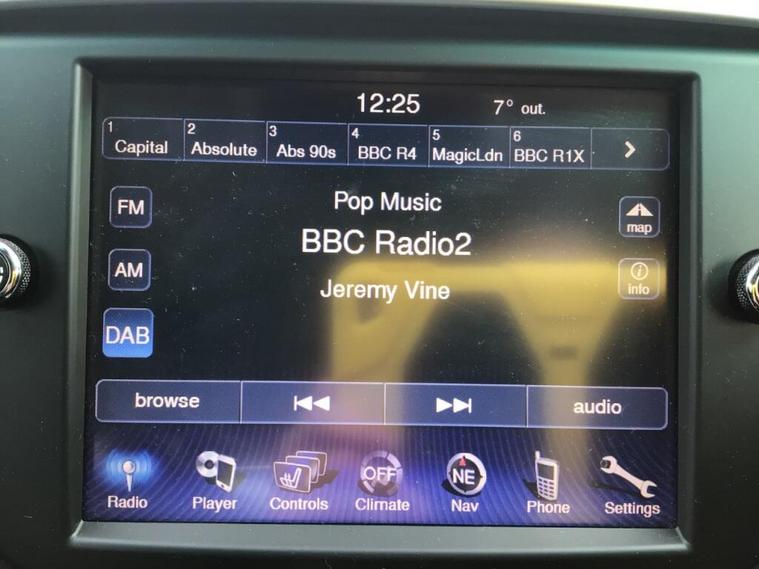 12:25 7° out.
1 Capital 2 Absolute 3 Abs 90s 4 BBC R4 5 MagicLdn 6 BBC R1X
FM Pop Music map
BBC Radio2
AM Jeremy Vine info
DAB
browse audio
OFF NE
Radio Player Controls Climate Nav Phone Settings